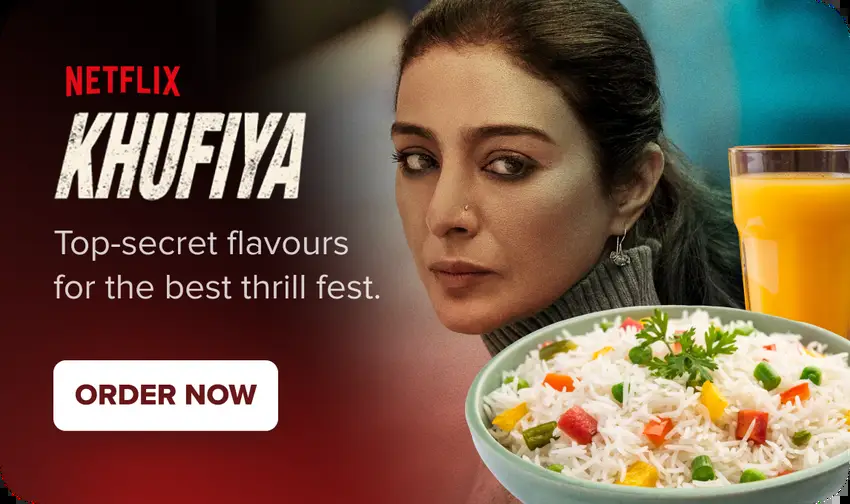 NETFLIX
KHUFIYA
Top-secret flavours
for the best thrill fest.
ORDER NOW